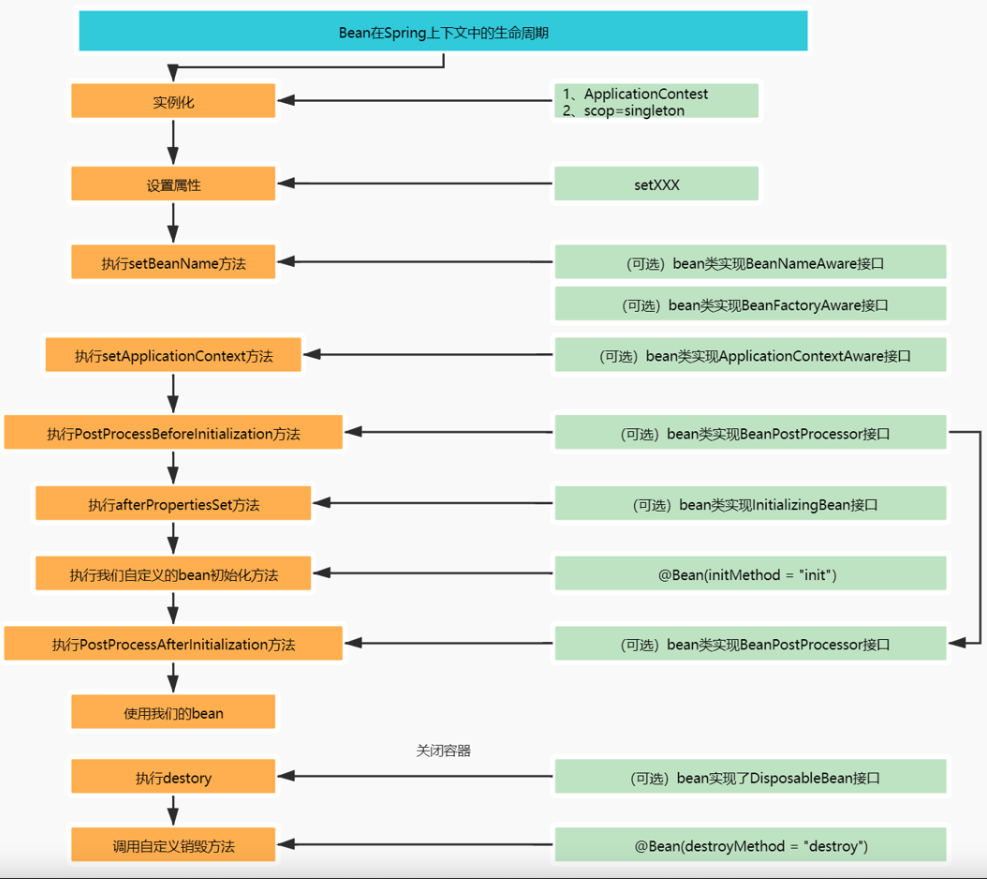 Bean在Spring上下文中的生命周期
实例化
1、ApplicationContest
2、scop=singleton
设置属性
setXXX
执行setBeanName方法
（可选）bean类实现BeanNameAware接口
（可选）bean类实现BeanFactoryAware接口
执行setApplicationContext方法
（可选）bean类实现ApplicationContextAware接口
执行PostProcessBeforeInitialization方法
（可选）bean类实现BeanPostProcessor接口
执行afterPropertiesSet方法
（可选）bean类实现InitializingBean接口
执行我们自定义的bean初始化方法
@Bean(initMethod = "init")
执行PostProcessAfterInitialization方法
（可选）bean类实现BeanPostProcessor接口
使用我们的bean
关闭容器
执行destory
（可选）bean实现了DisposableBean接口
调用自定义销毁方法
@Bean(destroyMethod = "destroy")